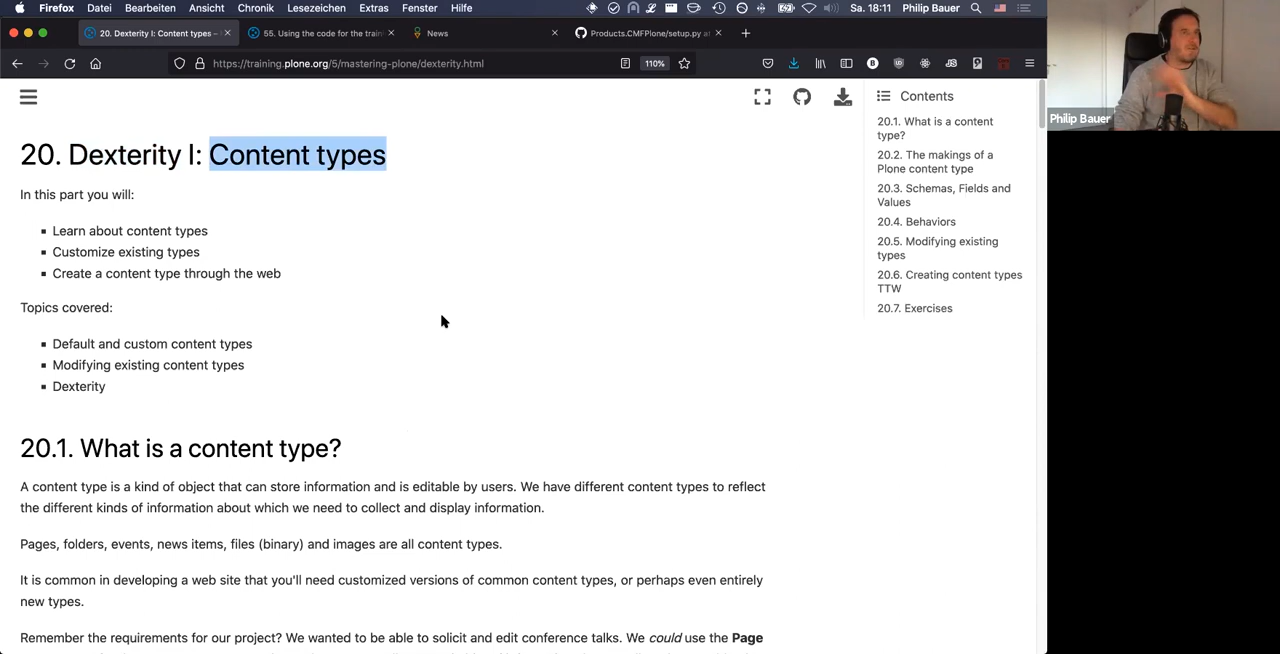 Firefox Datei Bearbeiten Ansicht Chronik Lesezeichen Extras Fenster Hilfe Sa. 18:11 Philip Bauer
20. Dexterity I: Content types –
55. Using the code for the train
News
Products.CMFPlone/setup.py at
https://training.plone.org/5/mastering-plone/dexterity.html
110%
Philip Bauer
Contents
20.1. What is a content
type?
20.2. The makings of a
Plone content type
20.3. Schemas, Fields and
Values
20.4. Behaviors
20.5. Modifying existing
types
20.6. Creating content types
TTW
20.7. Exercises
20. Dexterity I: Content types
In this part you will:
Learn about content types
Customize existing types
Create a content type through the web
Topics covered:
Default and custom content types
Modifying existing content types
Dexterity
20.1. What is a content type?
A content type is a kind of object that can store information and is editable by users. We have different content types to reflect
the different kinds of information about which we need to collect and display information.
Pages, folders, events, news items, files (binary) and images are all content types.
It is common in developing a web site that you'll need customized versions of common content types, or perhaps even entirely
new types.
Remember the requirements for our project? We wanted to be able to solicit and edit conference talks. We could use the Page